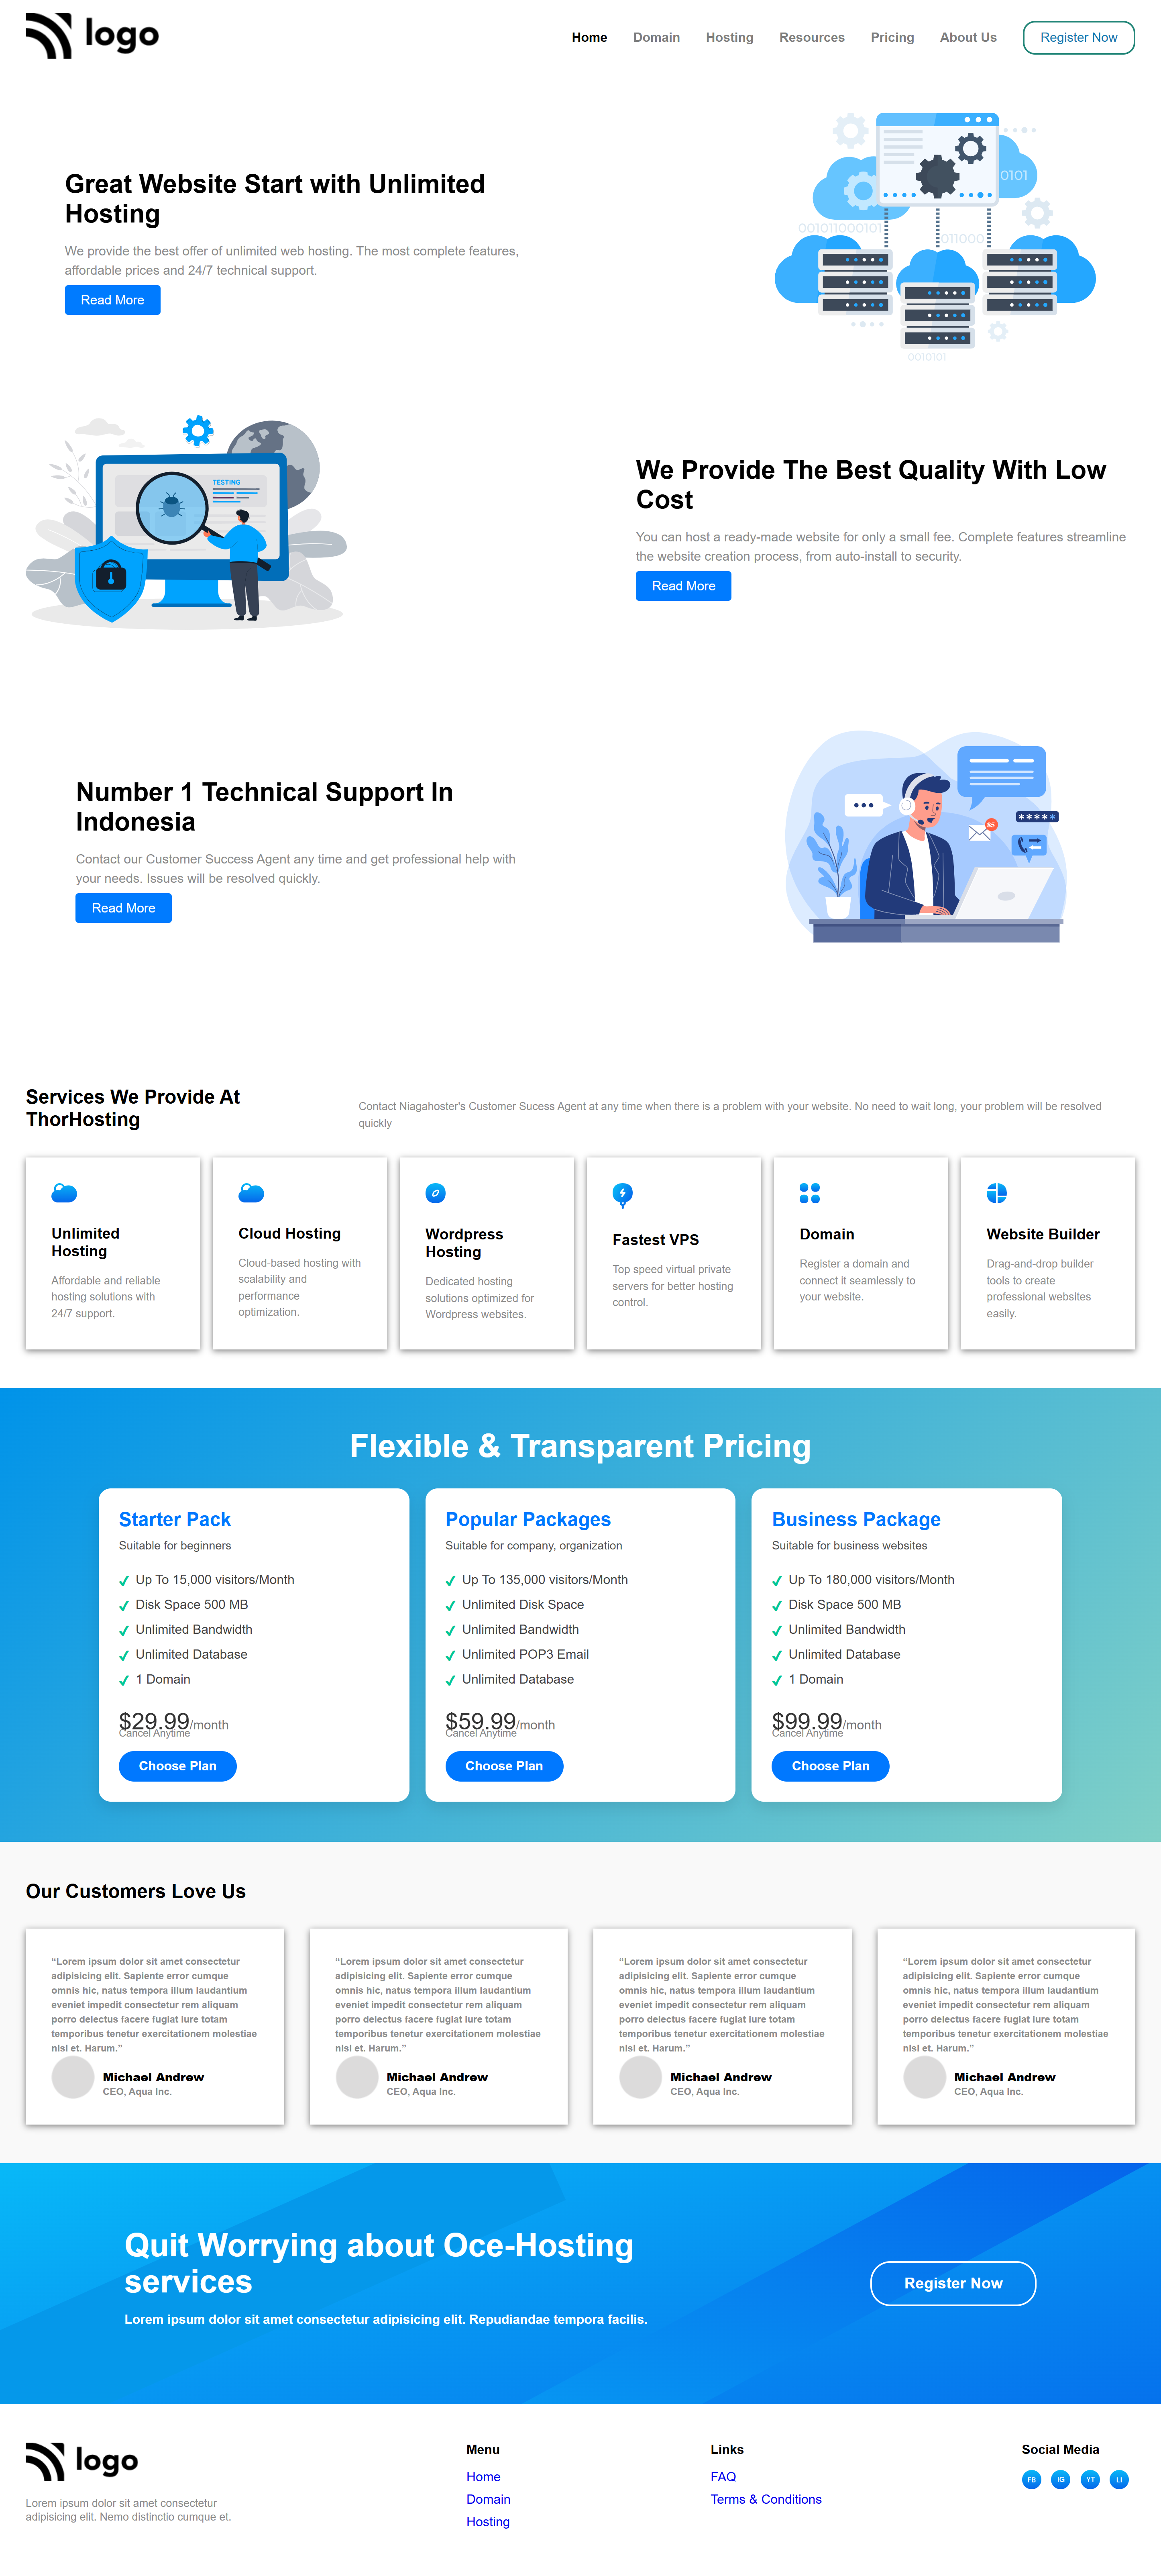 logo
Home Domain Hosting Resources Pricing About Us Register Now
Great Website Start with Unlimited
Hosting
We provide the best offer of unlimited web hosting. The most complete features,
affordable prices and 24/7 technical support.
Read More
0101
001011000101
011000
0010101
TESTING
We Provide The Best Quality With Low
Cost
You can host a ready-made website for only a small fee. Complete features streamline
the website creation process, from auto-install to security.
Read More
Number 1 Technical Support In
Indonesia
Contact our Customer Success Agent any time and get professional help with
your needs. Issues will be resolved quickly.
Read More
85
*****
Services We Provide At
ThorHosting
Contact Niagahoster's Customer Sucess Agent at any time when there is a problem with your website. No need to wait long, your problem will be resolved
quickly
Unlimited
Hosting
Affordable and reliable
hosting solutions with
24/7 support.
Cloud Hosting
Cloud-based hosting with
scalability and
performance
optimization.
Wordpress
Hosting
Dedicated hosting
solutions optimized for
Wordpress websites.
Fastest VPS
Top speed virtual private
servers for better hosting
control.
Domain
Register a domain and
connect it seamlessly to
your website.
Website Builder
Drag-and-drop builder
tools to create
professional websites
easily.
Flexible & Transparent Pricing
Starter Pack
Suitable for beginners
Up To 15,000 visitors/Month
Disk Space 500 MB
Unlimited Bandwidth
Unlimited Database
1 Domain
$29.99/month
Cancel Anytime
Choose Plan
Popular Packages
Suitable for company, organization
Up To 135,000 visitors/Month
Unlimited Disk Space
Unlimited Bandwidth
Unlimited POP3 Email
Unlimited Database
$59.99/month
Cancel Anytime
Choose Plan
Business Package
Suitable for business websites
Up To 180,000 visitors/Month
Disk Space 500 MB
Unlimited Bandwidth
Unlimited Database
1 Domain
$99.99/month
Cancel Anytime
Choose Plan
Our Customers Love Us
“Lorem ipsum dolor sit amet consectetur
adipisicing elit. Sapiente error cumque
omnis hic, natus tempora illum laudantium
eveniet impedit consectetur rem aliquam
porro delectus facere fugiat iure totam
temporibus tenetur exercitationem molestiae
nisi et. Harum.”
Michael Andrew
CEO, Aqua Inc.
“Lorem ipsum dolor sit amet consectetur
adipisicing elit. Sapiente error cumque
omnis hic, natus tempora illum laudantium
eveniet impedit consectetur rem aliquam
porro delectus facere fugiat iure totam
temporibus tenetur exercitationem molestiae
nisi et. Harum.”
Michael Andrew
CEO, Aqua Inc.
“Lorem ipsum dolor sit amet consectetur
adipisicing elit. Sapiente error cumque
omnis hic, natus tempora illum laudantium
eveniet impedit consectetur rem aliquam
porro delectus facere fugiat iure totam
temporibus tenetur exercitationem molestiae
nisi et. Harum.”
Michael Andrew
CEO, Aqua Inc.
“Lorem ipsum dolor sit amet consectetur
adipisicing elit. Sapiente error cumque
omnis hic, natus tempora illum laudantium
eveniet impedit consectetur rem aliquam
porro delectus facere fugiat iure totam
temporibus tenetur exercitationem molestiae
nisi et. Harum.”
Michael Andrew
CEO, Aqua Inc.
Quit Worrying about Oce-Hosting
services
Lorem ipsum dolor sit amet consectetur adipisicing elit. Repudiandae tempora facilis.
Register Now
logo
Lorem ipsum dolor sit amet consectetur
adipisicing elit. Nemo distinctio cumque et.
Menu
Home
Domain
Hosting
Links
FAQ
Terms & Conditions
Social Media
FB IG YT LI